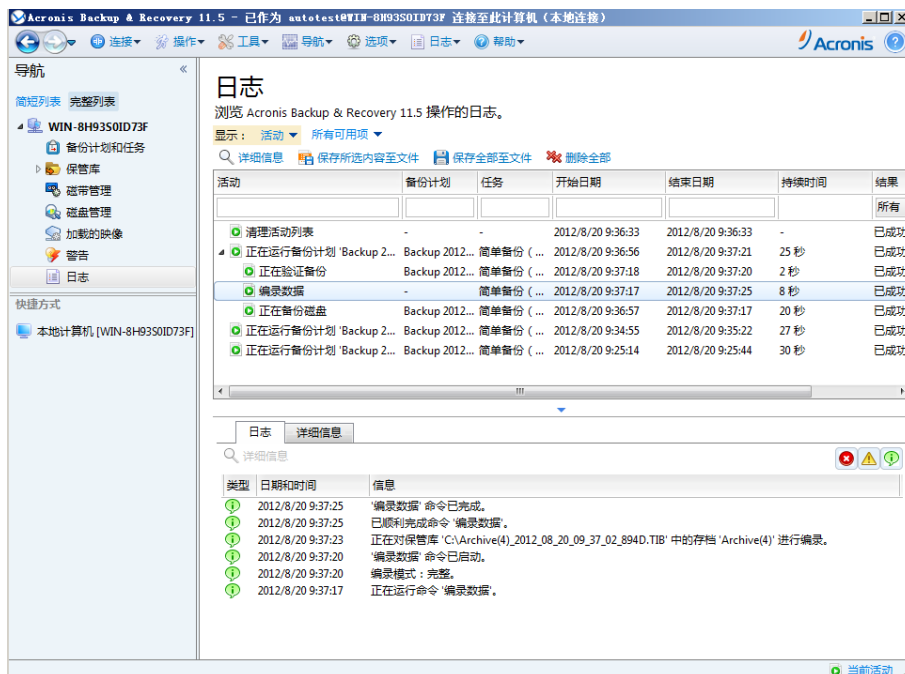 Acronis Backup & Recovery 11.5 - 已作为 autotest@WIN-8H93S0ID73F 连接至此计算机（本地连接）
连接 操作 工具 导航 选项 日志 帮助 Acronis
导航
简短列表 完整列表
WIN-8H93S0ID73F
备份计划和任务
保管库
磁带管理
磁盘管理
加载的映像
警告
日志
快捷方式
本地计算机 [WIN-8H93S0ID73F]
日志
浏览 Acronis Backup & Recovery 11.5 操作的日志。
显示： 活动 所有可用项
详细信息 保存所选内容至文件 保存全部至文件 删除全部
活动 备份计划 任务 开始日期 结束日期 持续时间 结果
所有
清理活动列表 - - 2012/8/20 9:36:33 2012/8/20 9:36:33 - 已成功
正在运行备份计划 'Backup 2... Backup 2012... 简单备份 (... 2012/8/20 9:36:56 2012/8/20 9:37:21 25 秒 已成功
正在验证备份 Backup 2012... 简单备份 (... 2012/8/20 9:37:18 2012/8/20 9:37:20 2 秒 已成功
编录数据 - 简单备份 (... 2012/8/20 9:37:17 2012/8/20 9:37:25 8 秒 已成功
正在备份磁盘 Backup 2012... 简单备份 (... 2012/8/20 9:36:57 2012/8/20 9:37:17 20 秒 已成功
正在运行备份计划 'Backup 2... Backup 2012... 简单备份 (... 2012/8/20 9:34:55 2012/8/20 9:35:22 27 秒 已成功
正在运行备份计划 'Backup 2... Backup 2012... 简单备份 (... 2012/8/20 9:25:14 2012/8/20 9:25:44 30 秒 已成功
日志 详细信息
详细信息
类型 日期和时间 信息
2012/8/20 9:37:25 '编录数据' 命令已完成。
2012/8/20 9:37:25 已顺利完成命令 '编录数据'。
2012/8/20 9:37:23 正在对保管库 'C:\Archive(4)_2012_08_20_09_37_02_894D.TIB' 中的存档 'Archive(4)' 进行编录。
2012/8/20 9:37:20 '编录数据' 命令已启动。
2012/8/20 9:37:20 编录模式：完整。
2012/8/20 9:37:17 正在运行命令 '编录数据'。
当前活动